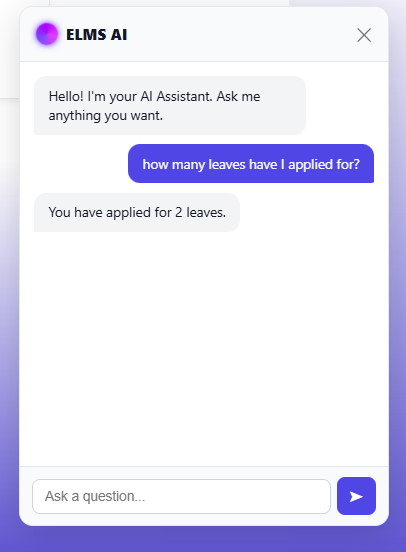 ELMS AI
Hello! I'm your AI Assistant. Ask me
anything you want.
how many leaves have I applied for?
You have applied for 2 leaves.
Ask a question...